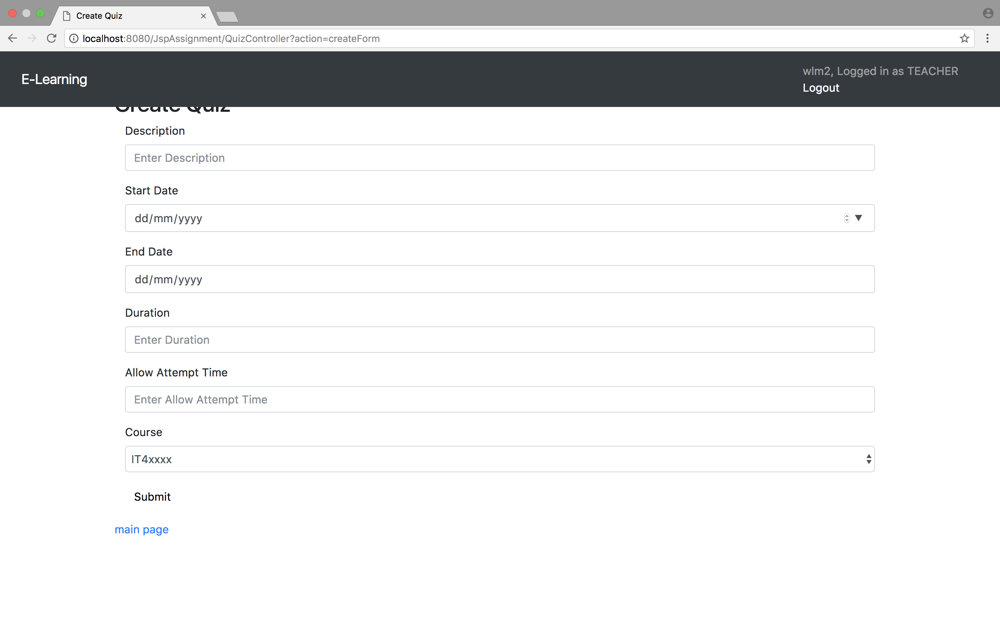 Create Quiz
localhost:8080/JspAssignment/QuizController?action=createForm
E-Learning
wlm2, Logged in as TEACHER
Logout
Create Quiz
Description
Enter Description
Start Date
dd/mm/yyyy
End Date
dd/mm/yyyy
Duration
Enter Duration
Allow Attempt Time
Enter Allow Attempt Time
Course
IT4xxxx
Submit
main page